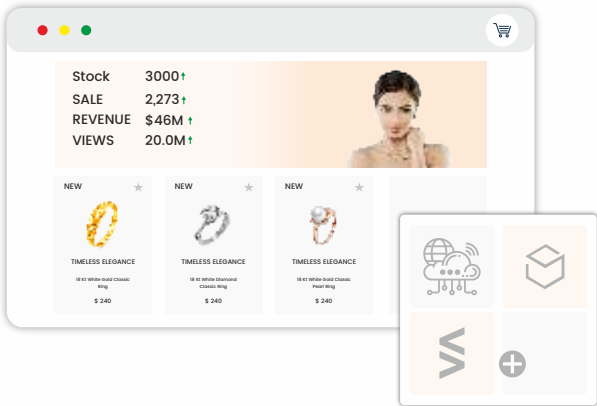 Stock 3000
SALE 2,273
REVENUE $46M
VIEWS 20.0M
NEW
TIMELESS ELEGANCE
18 Kt White Gold Classic
Ring
$ 240
NEW
TIMELESS ELEGANCE
18 Kt White Diamond
Classic Ring
$ 240
NEW
TIMELESS ELEGANCE
18 Kt White Gold Classic
Pearl Ring
$ 240